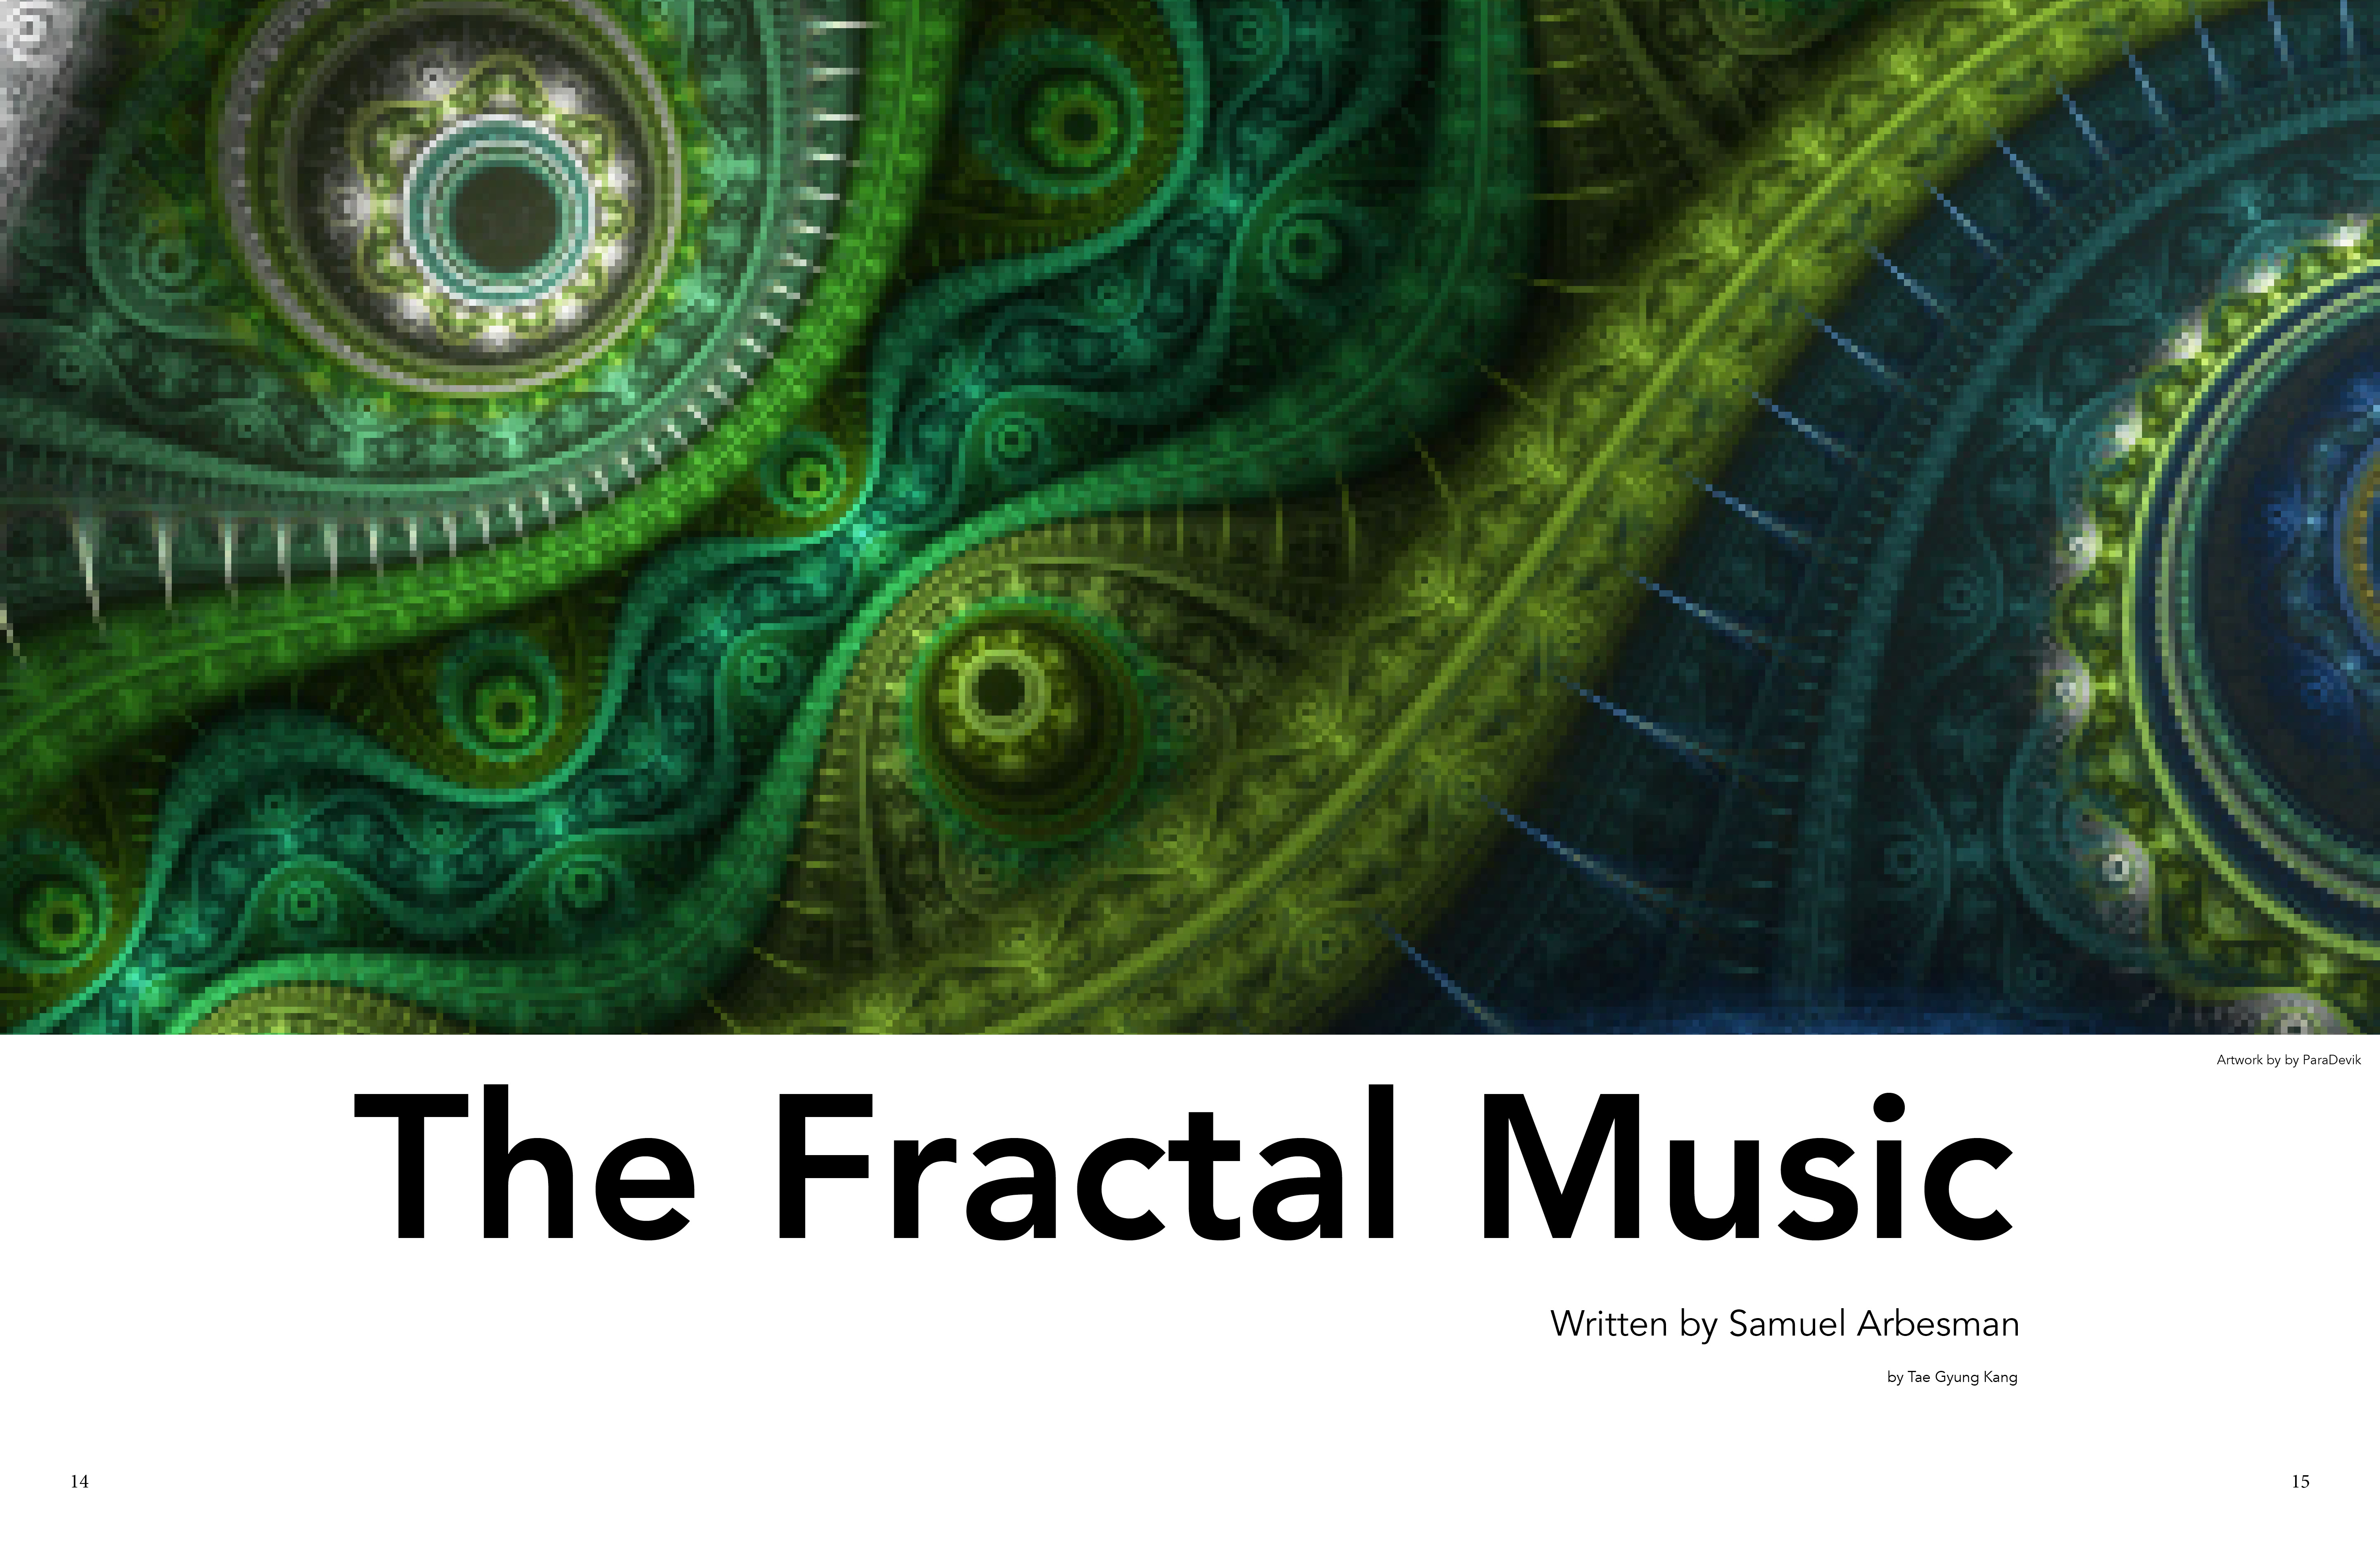 Artwork by by ParaDevik
The Fractal Music
Written by Samuel Arbesman
by Tae Gyung Kang
14
15